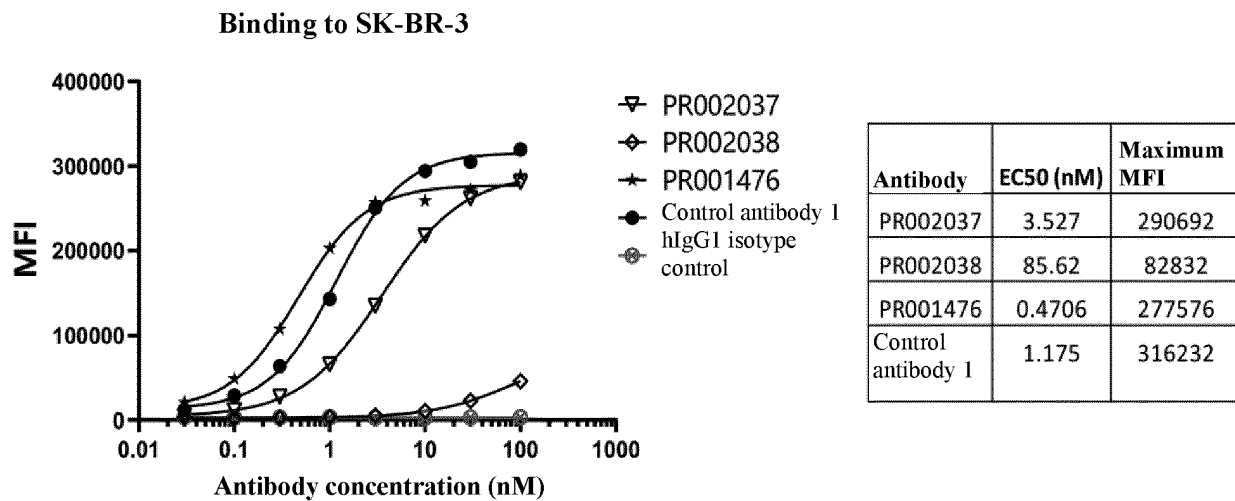 Binding to SK-BR-3
MFI
400000
300000
200000
100000
0
0.01 0.1 1 10 100 1000
Antibody concentration (nM)
PR002037
PR002038
PR001476
Control antibody 1
hIgG1 isotype
control
Antibody EC50 (nM) Maximum
MFI
PR002037 3.527 290692
PR002038 85.62 82832
PR001476 0.4706 277576
Control
antibody 1 1.175 316232